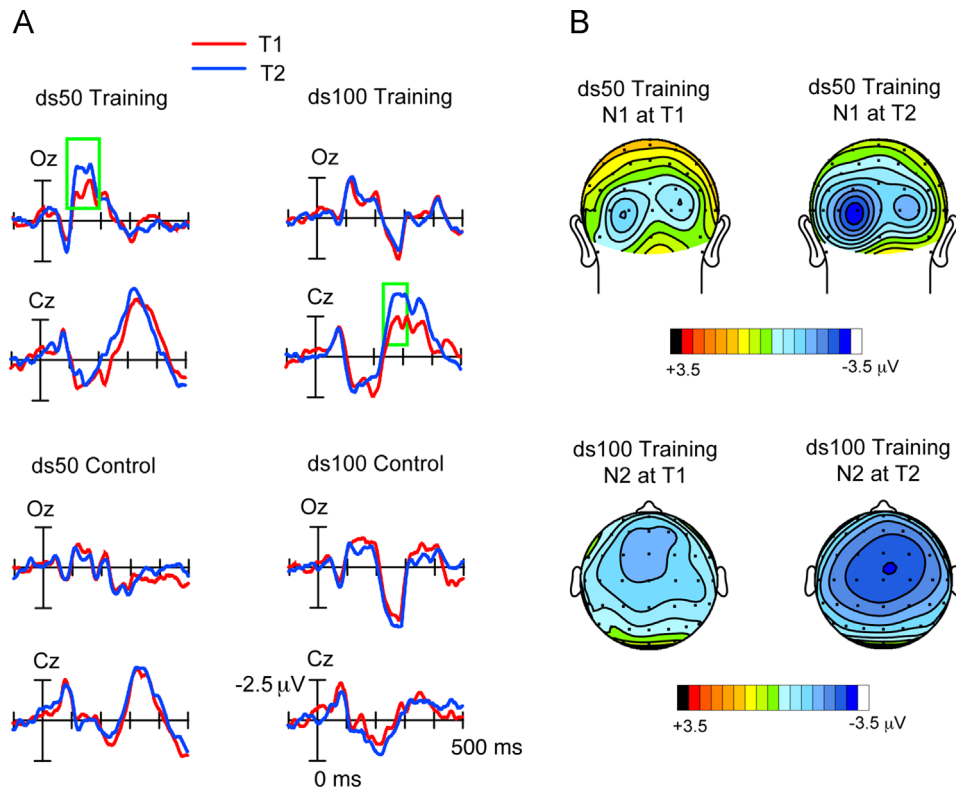 A
T1
T2
ds50 Training
ds100 Training
Oz
Oz
Cz
Cz
ds50 Control
ds100 Control
Oz
Oz
Cz
Cz
-2.5 µV
500 ms
0 ms
B
ds50 Training
N1 at T1
ds50 Training
N1 at T2
+3.5
-3.5 µV
ds100 Training
N2 at T1
ds100 Training
N2 at T2
+3.5
-3.5 µV